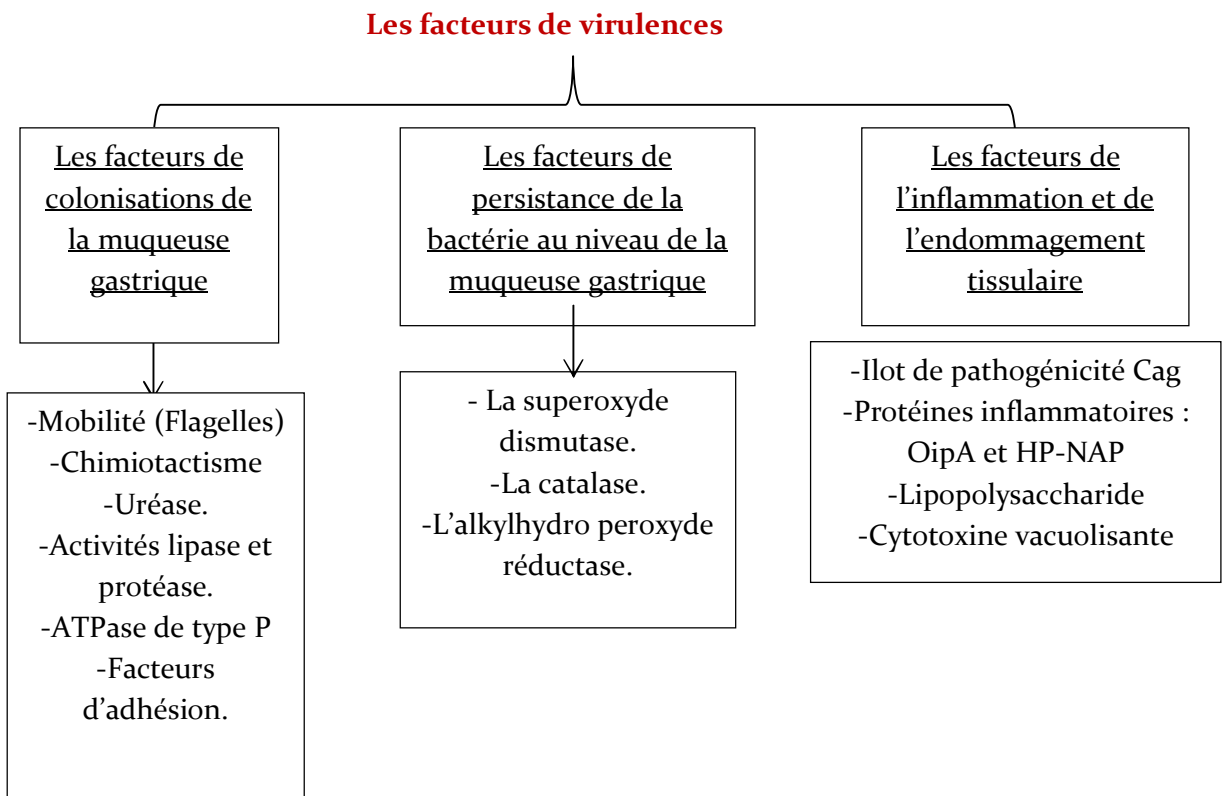 Les facteurs de virulences
Les facteurs de
colonisations de
la muqueuse
gastrique
Les facteurs de
persistance de la
bactérie au niveau de la
muqueuse gastrique
Les facteurs de
l’inflammation et de
l’endommagement
tissulaire
-Mobilité (Flagelles)
-Chimiotactisme
-Uréase.
-Activités lipase et
protéase.
-ATPase de type P
-Facteurs
d’adhésion.
- La superoxyde
dismutase.
-La catalase.
-L’alkylhydro peroxyde
réductase.
-Ilot de pathogénicité Cag
-Protéines inflammatoires :
OipA et HP-NAP
-Lipopolysaccharide
-Cytotoxine vacuolisante